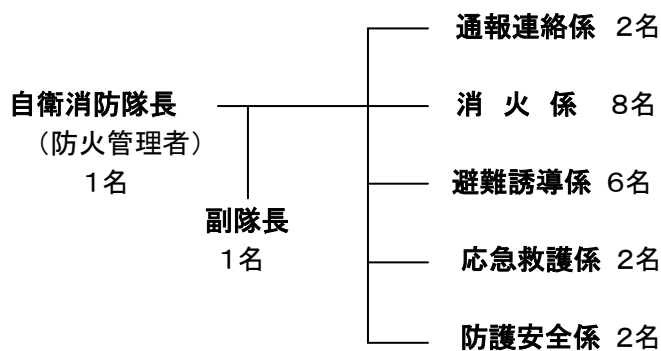 通報連絡係 2名
自衛消防隊長
（防火管理者）
1名
副隊長
1名
消 火 係 8名
避難誘導係 6名
応急救護係 2名
防護安全係 2名